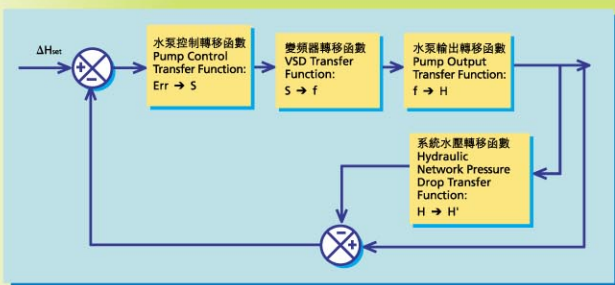 ΔHset
水泵控制轉移函數
Pump Control
Transfer Function:
Err → S
變頻器轉移函數
VSD Transfer
Function:
S → f
水泵輸出轉移函數
Pump Output
Transfer Function:
f → H
系統水壓轉移函數
Hydraulic
Network Pressure
Drop Transfer
Function:
H → H'
+
−
−
+